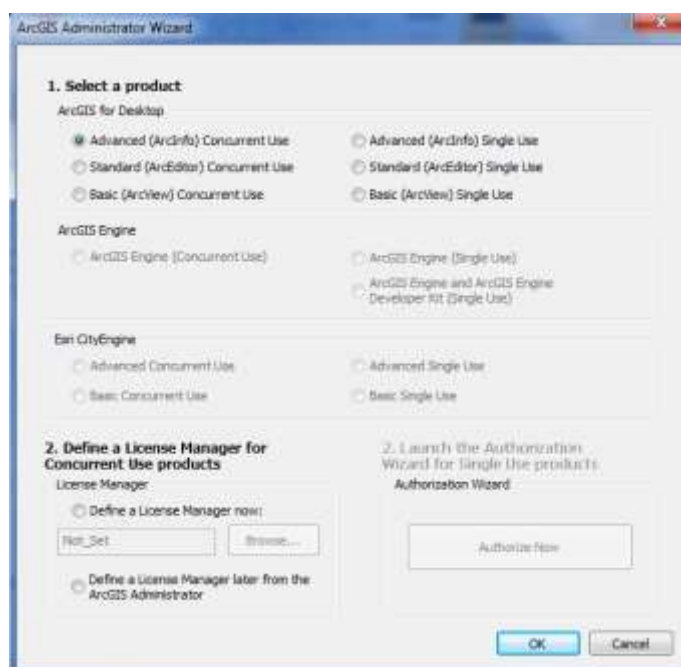 ArcGIS Administrator Wizard
1. Select a product
ArcGIS for Desktop
Advanced (ArcInfo) Concurrent Use
Advanced (ArcInfo) Single Use
Standard (ArcEditor) Concurrent Use
Standard (ArcEditor) Single Use
Basic (ArcView) Concurrent Use
Basic (ArcView) Single Use
ArcGIS Engine
ArcGIS Engine (Concurrent Use)
ArcGIS Engine (Single Use)
ArcGIS Engine and ArcGIS Engine
Developer Kit (Single Use)
Esri CityEngine
Advanced Concurrent Use
Advanced Single Use
Basic Concurrent Use
Basic Single Use
2. Define a License Manager for
Concurrent Use products
License Manager
Define a License Manager now:
Not_Set
Browse...
Define a License Manager later from the
ArcGIS Administrator
2. Launch the Authorization
Wizard for Single Use products
Authorization Wizard
Authorize Now
OK
Cancel